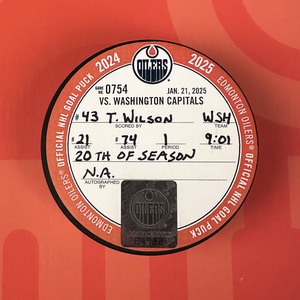 2024 2025
EDMONTON OILERS® OFFICIAL NHL GOAL PUCK
EDMONTON OILERS® OFFICIAL NHL GOAL PUCK
OILERS
0754 JAN. 21, 2025
VS. WASHINGTON CAPITALS
#43 T. WILSON WSH
SCORED BY TEAM
#21 #74 1 9:01
ASSIST ASSIST PERIOD TIME
20TH OF SEASON
N.A.
AUTOGRAPHED BY
OILERS
AUTHENTIC